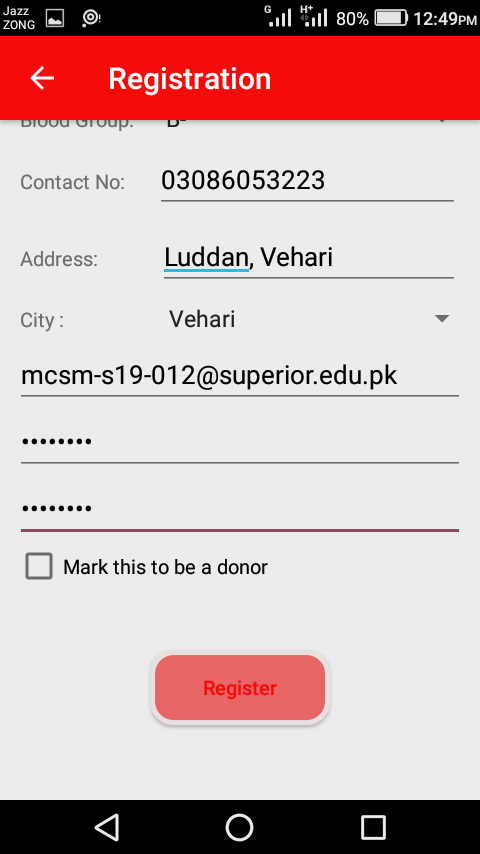 Jazz
ZONG
G H+ 80% 12:49PM
Registration
Blood Group: B-
Contact No: 03086053223
Address: Luddan, Vehari
City : Vehari
mcsm-s19-012@superior.edu.pk
••••••••
••••••••
Mark this to be a donor
Register